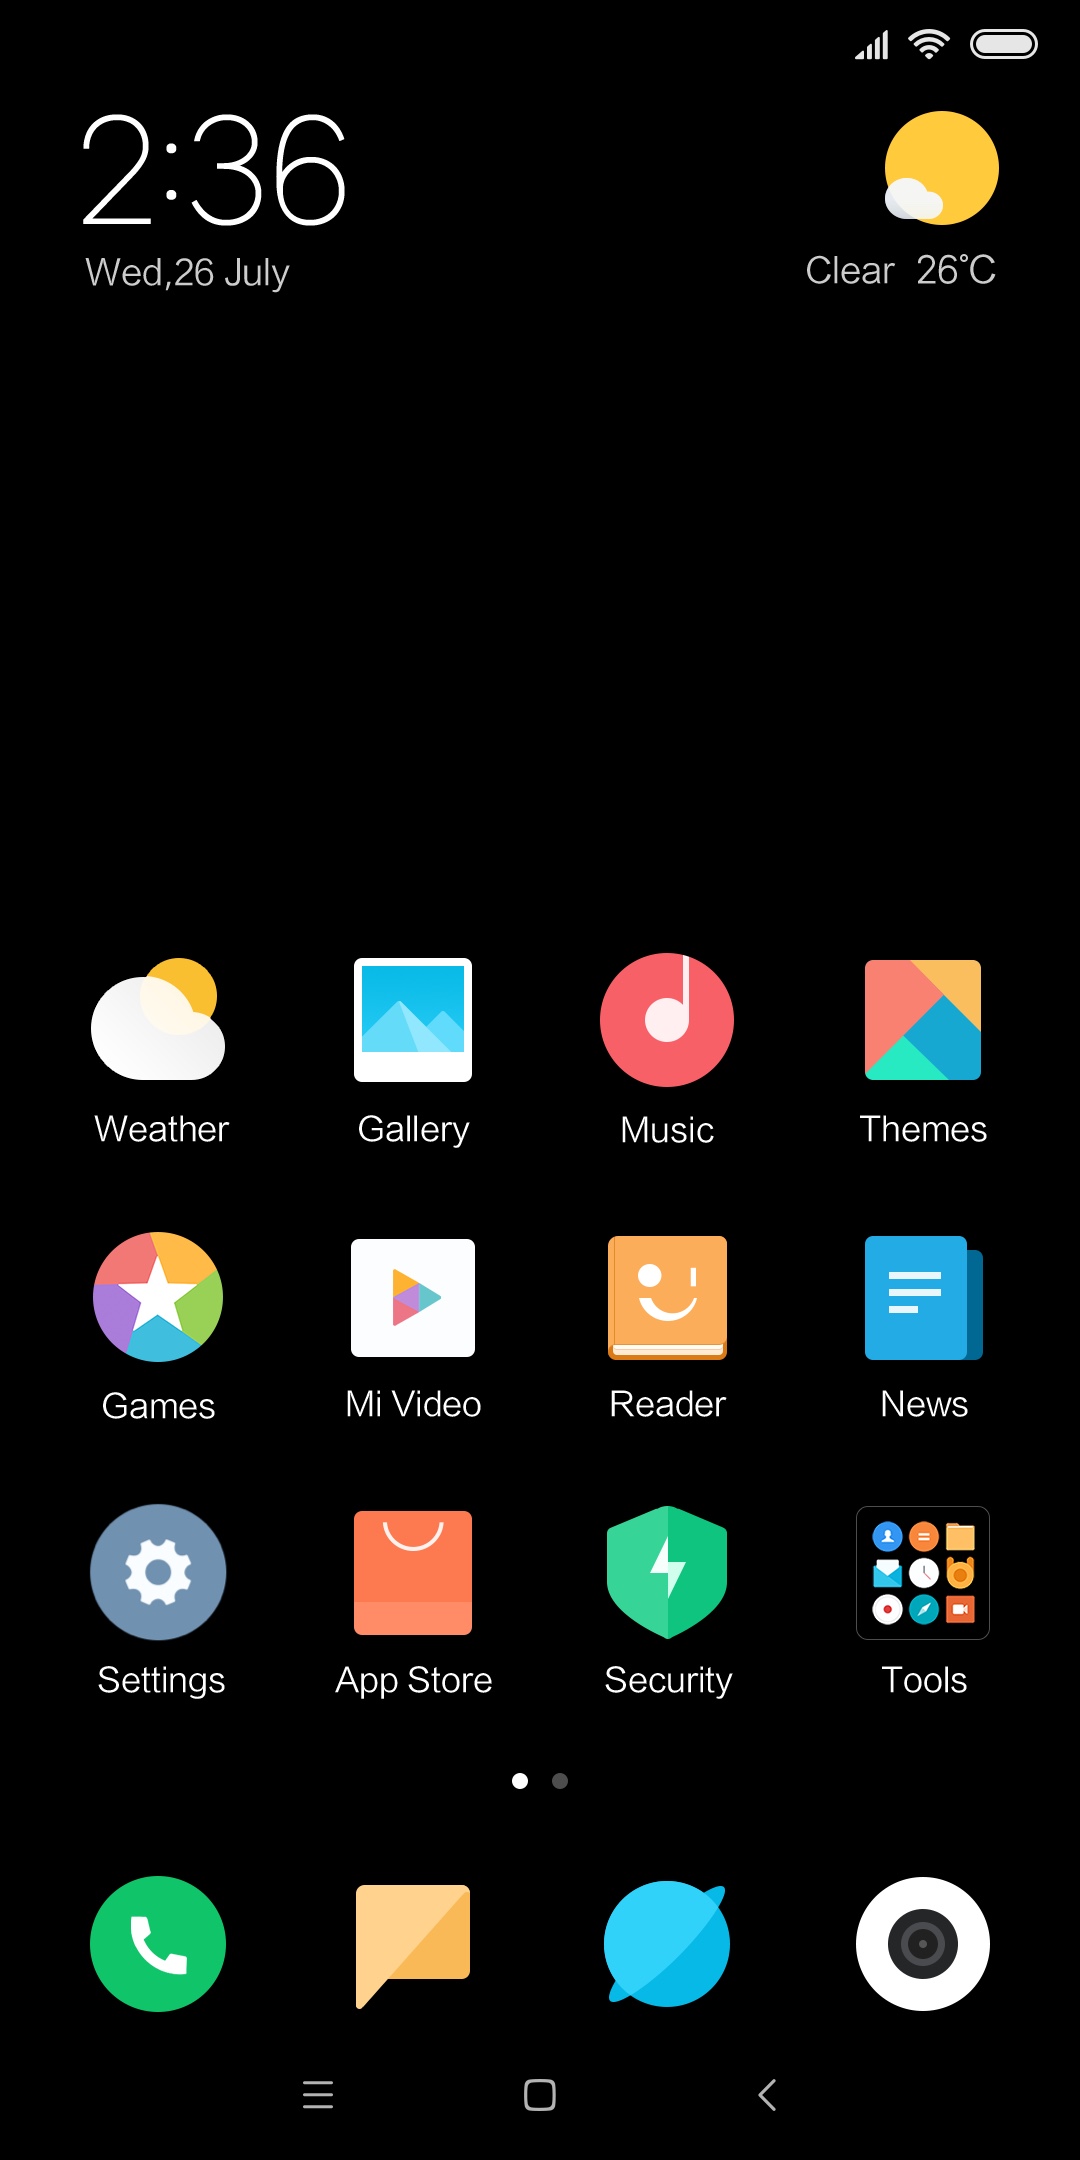 2:36
Wed,26 July
Clear 26°C
Weather
Gallery
Music
Themes
Games
Mi Video
Reader
News
Settings
App Store
Security
Tools